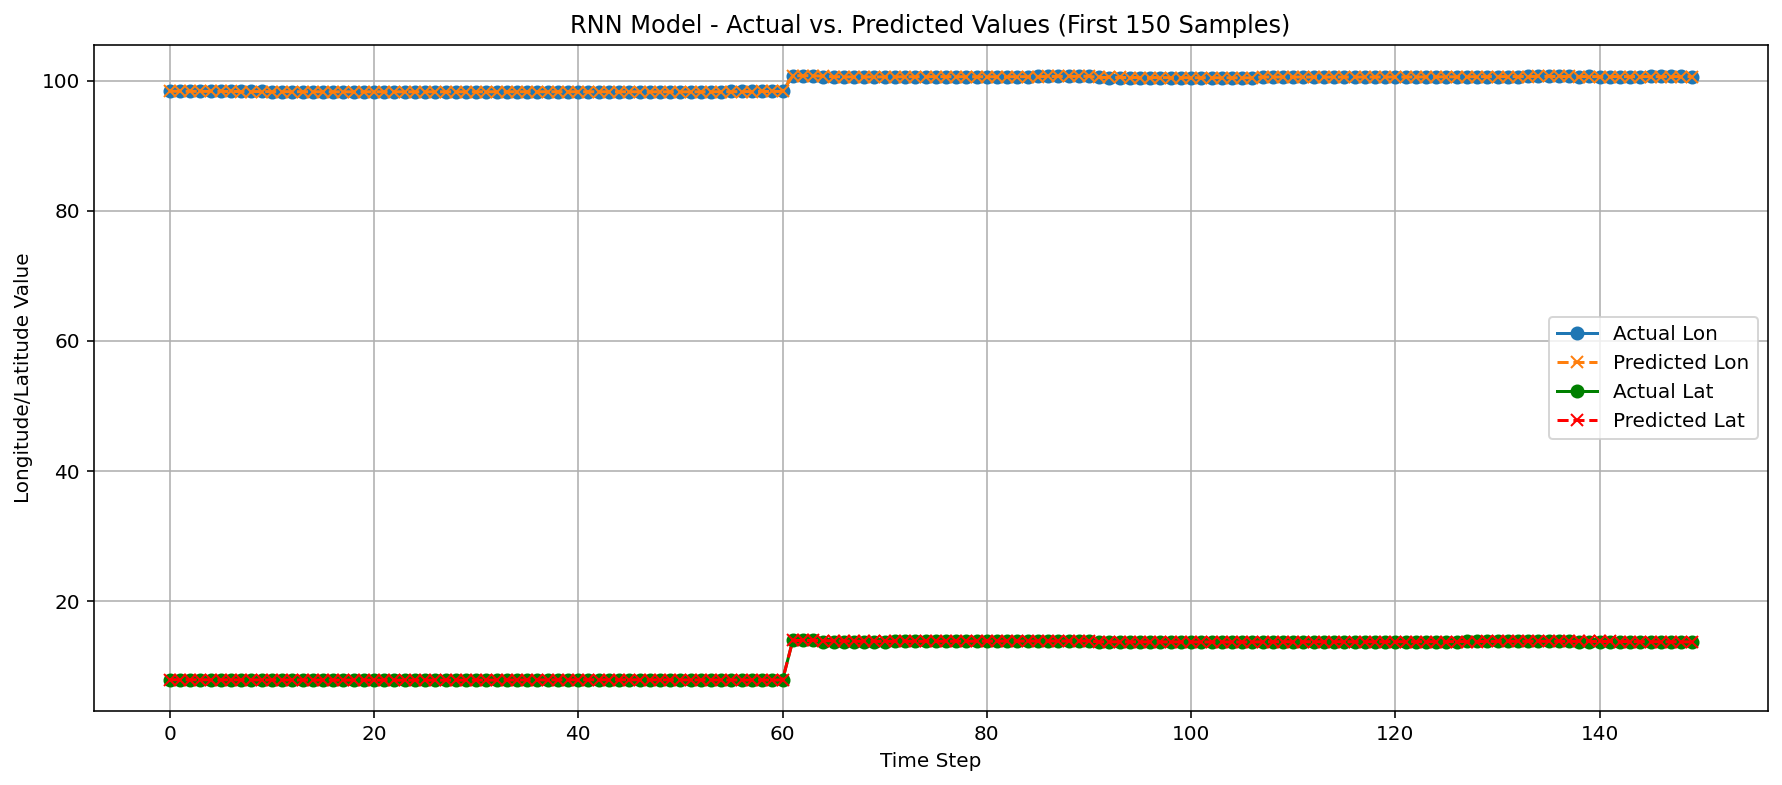 RNN Model - Actual vs. Predicted Values (First 150 Samples)
Longitude/Latitude Value
100
80
60
40
20
Actual Lon
Predicted Lon
Actual Lat
Predicted Lat
0 20 40 60 80 100 120 140
Time Step